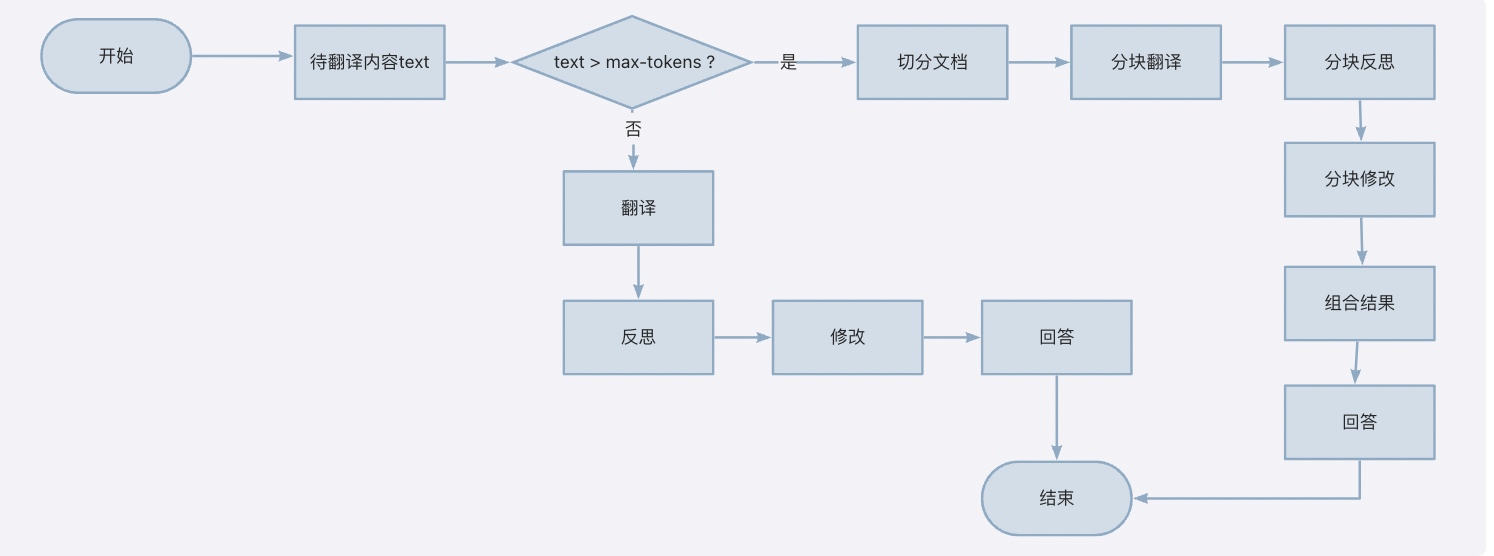 开始
待翻译内容text
text > max-tokens ?
是
切分文档
分块翻译
分块反思
否
分块修改
翻译
组合结果
反思
修改
回答
回答
结束